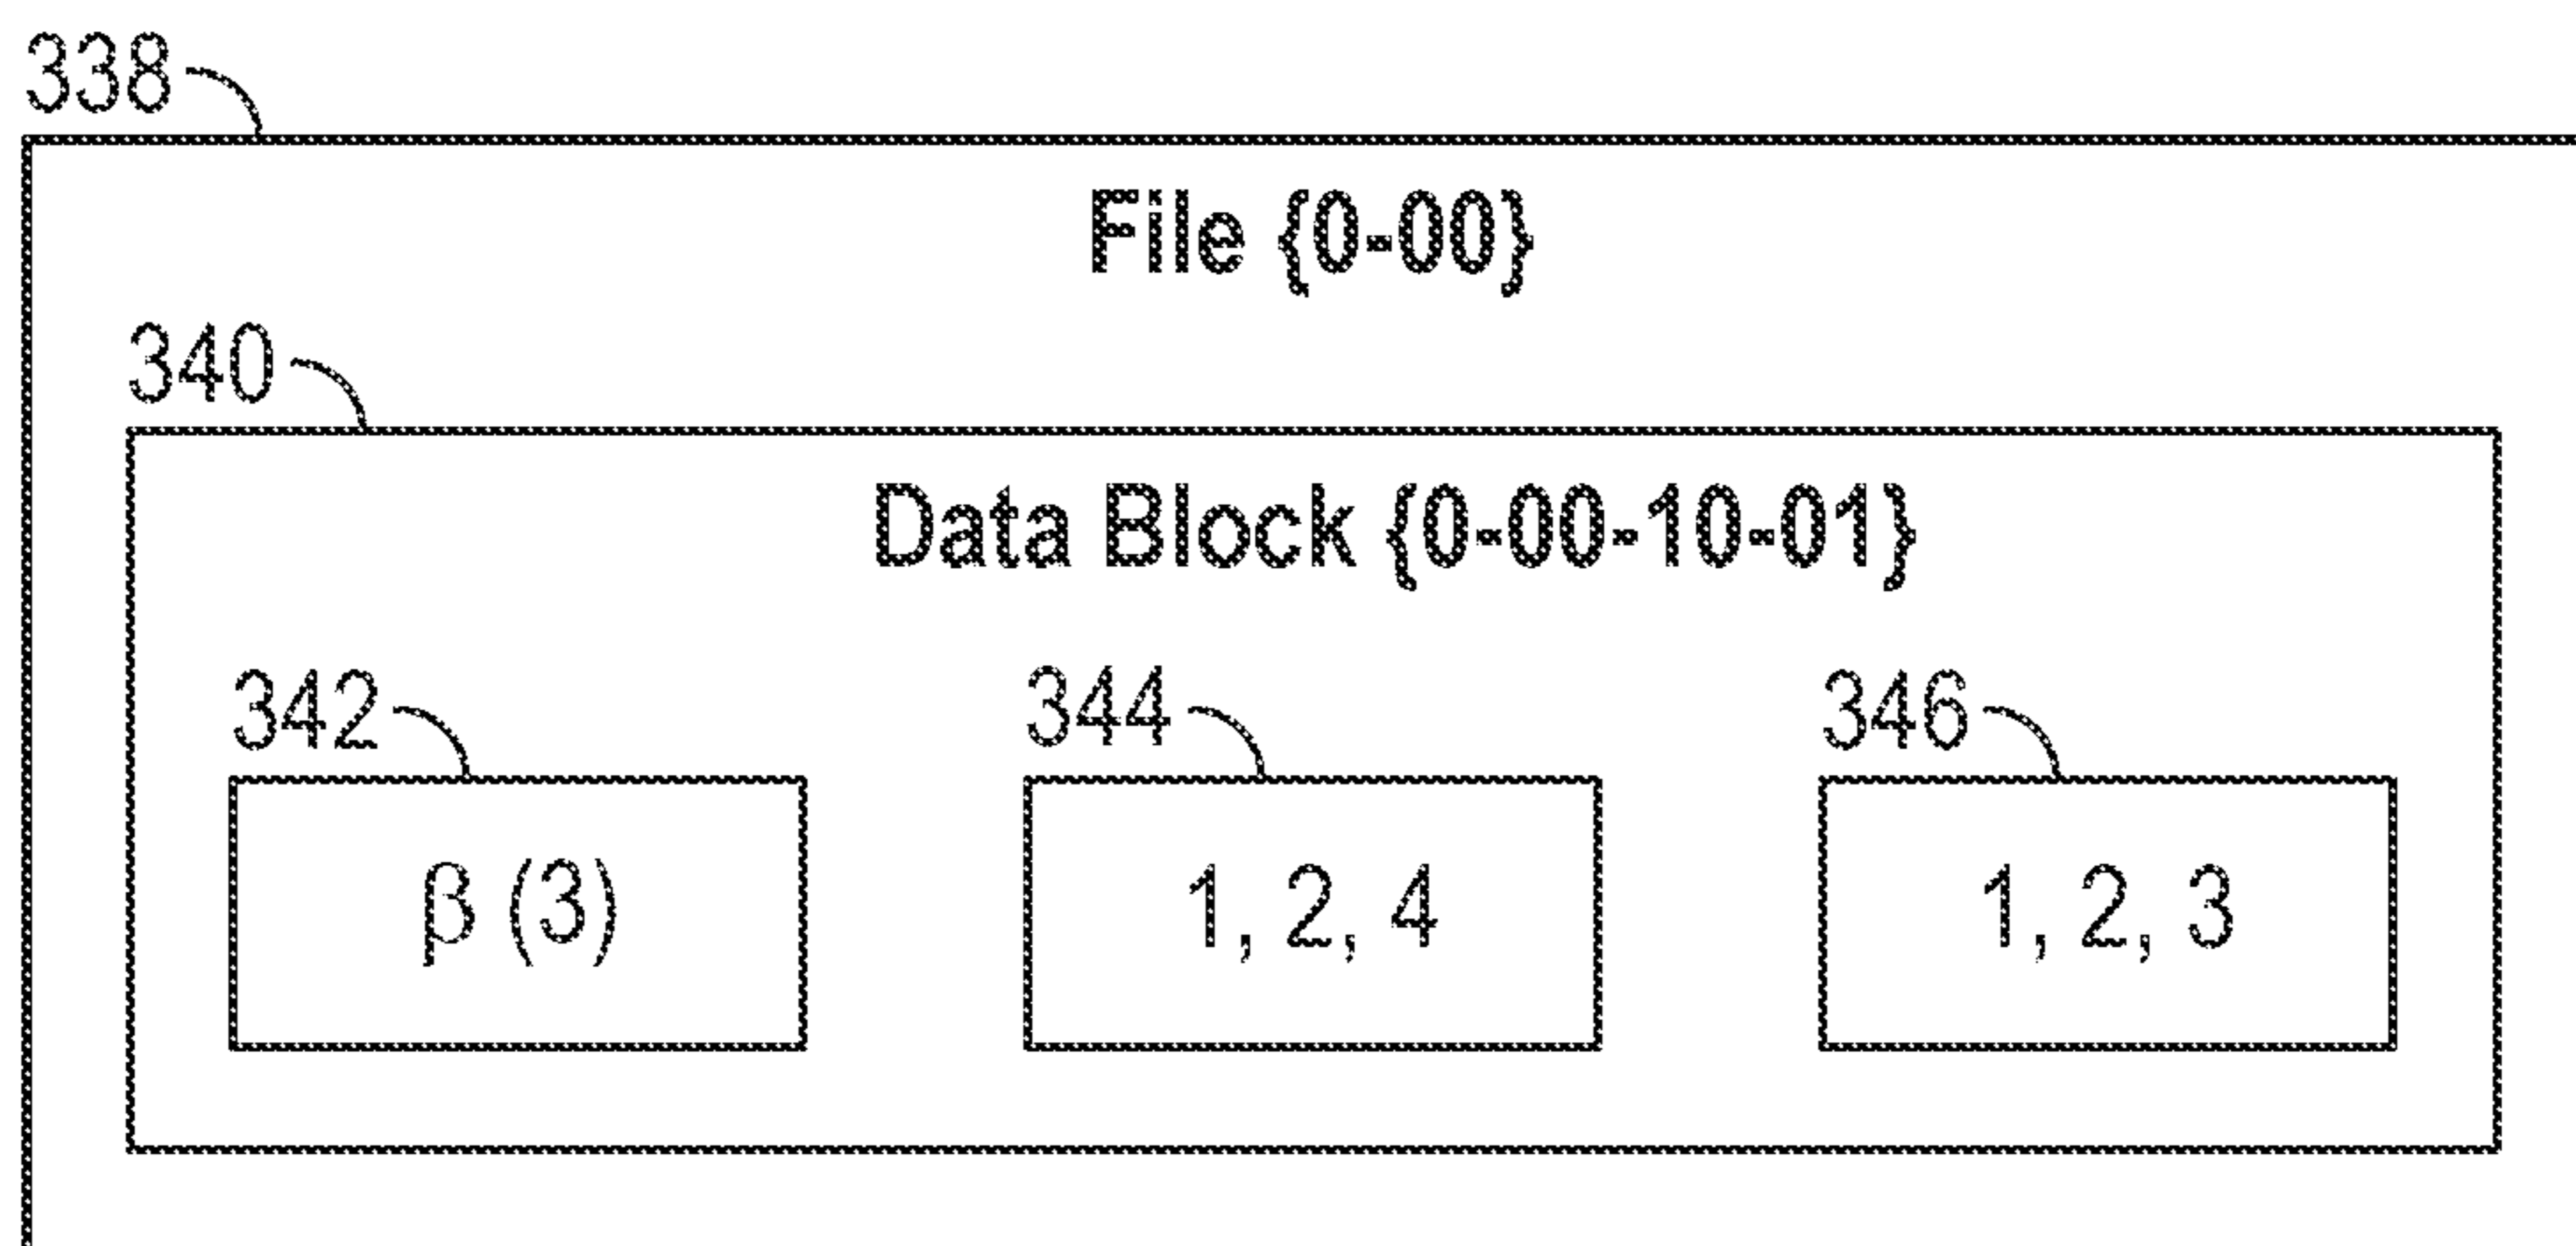 338
File {0-00}
340
Data Block {0-00-10-01}
342 344 346
β (3) 1, 2, 4 1, 2, 3